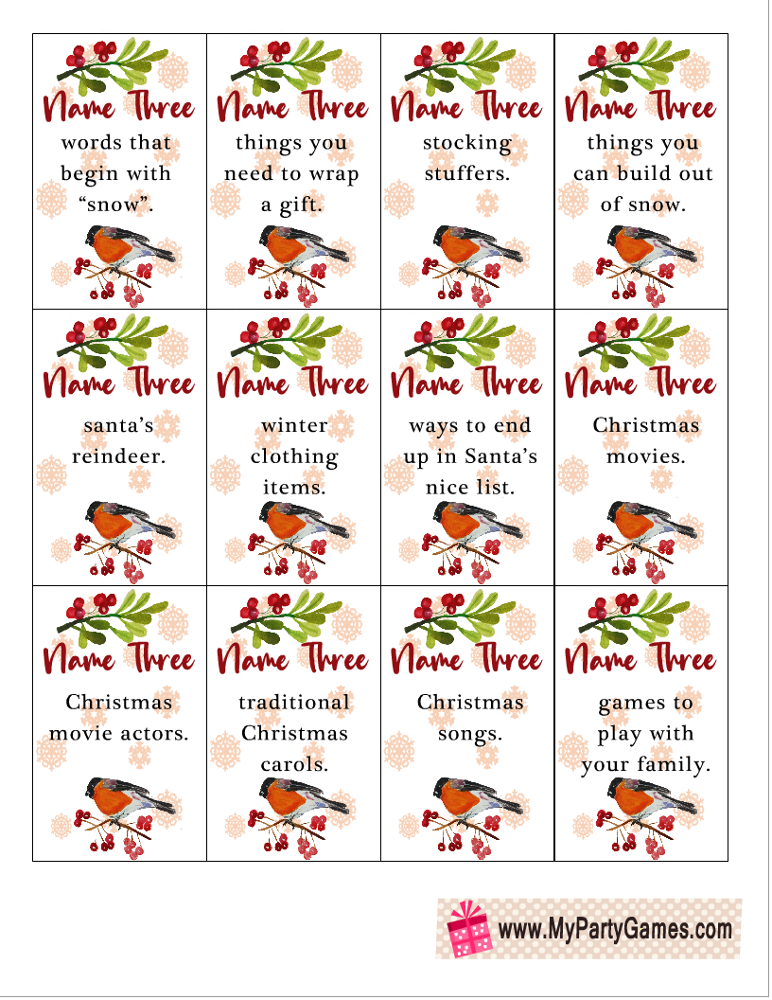 Name Three
words that
begin with
“snow”.
Name Three
things you
need to wrap
a gift.
Name Three
stocking
stuffers.
Name Three
things you
can build out
of snow.
Name Three
santa’s
reindeer.
Name Three
winter
clothing
items.
Name Three
ways to end
up in Santa’s
nice list.
Name Three
Christmas
movies.
Name Three
Christmas
movie actors.
Name Three
traditional
Christmas
carols.
Name Three
Christmas
songs.
Name Three
games to
play with
your family.
www.MyPartyGames.com